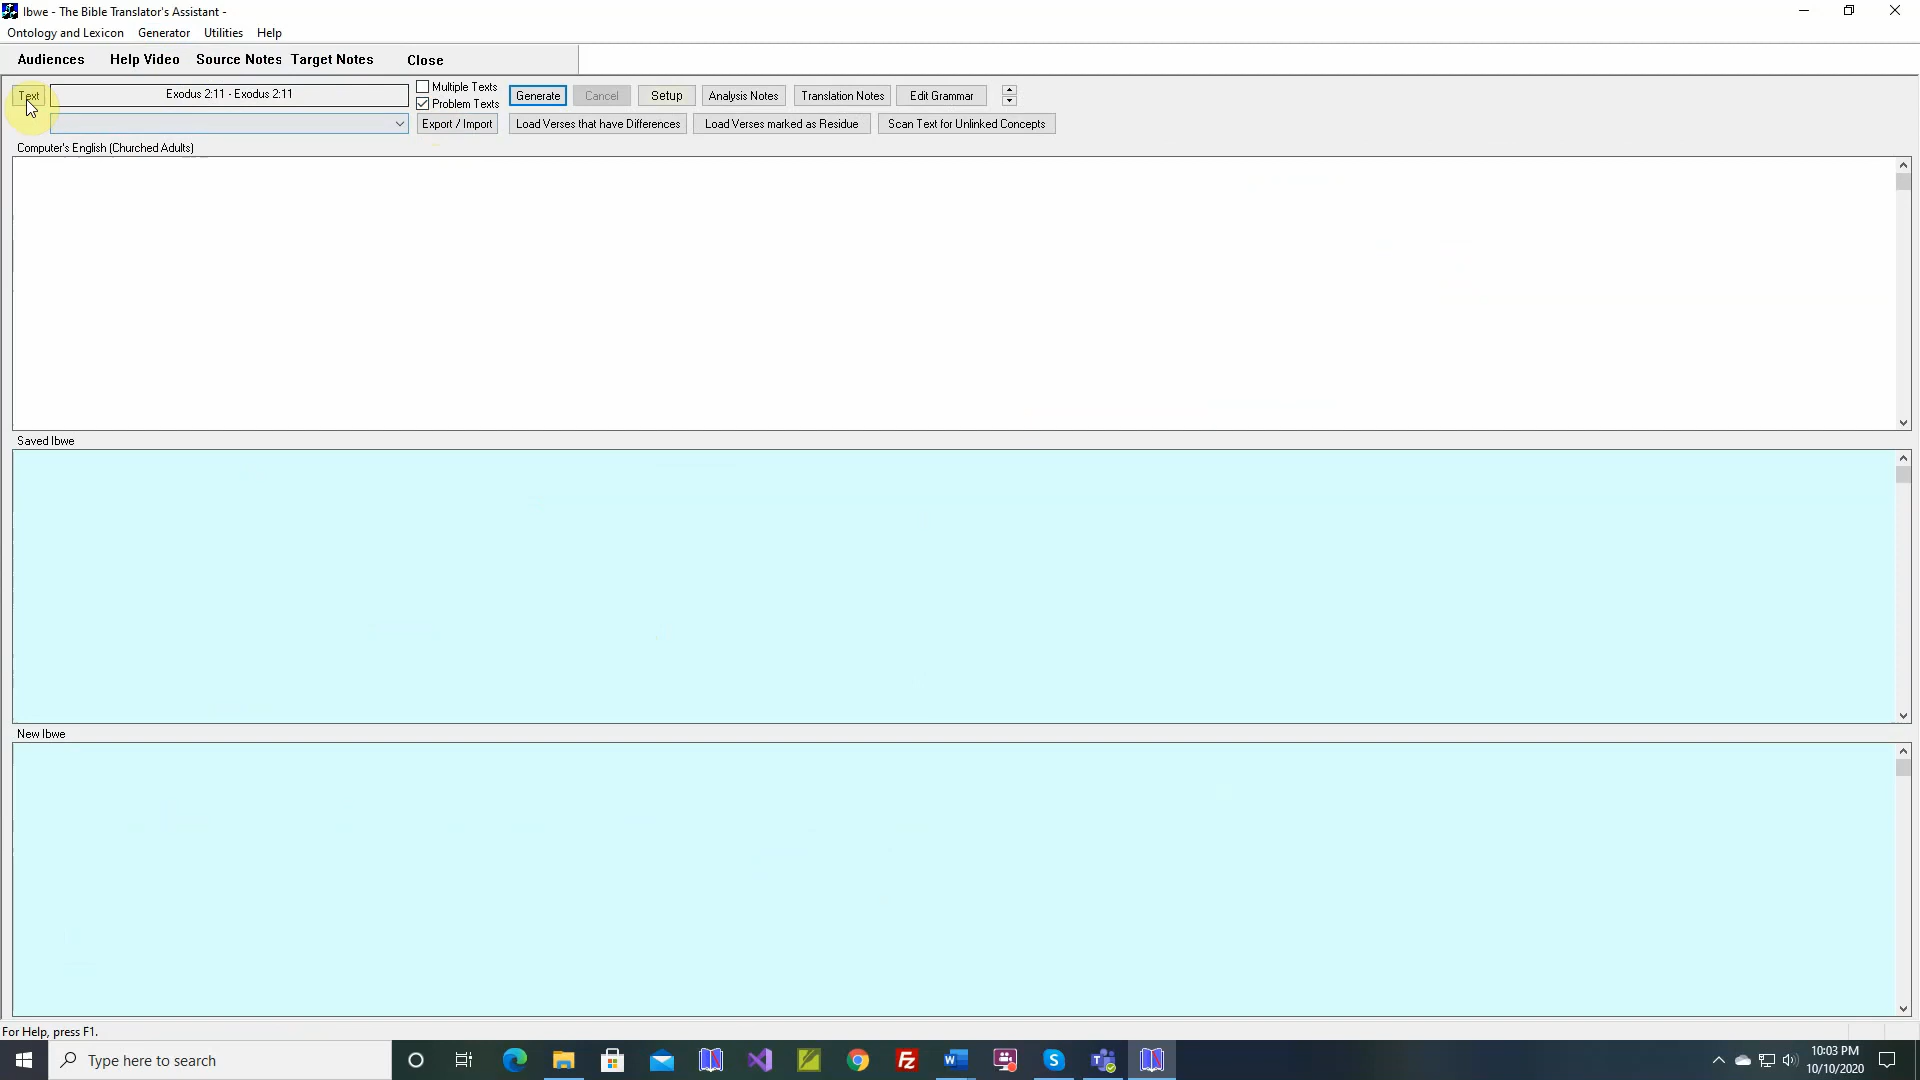 Ibwe - The Bible Translator's Assistant -
Ontology and Lexicon Generator Utilities Help
Audiences Help Video Source Notes Target Notes Close
Text Exodus 2:11 - Exodus 2:11 Multiple Texts Generate Cancel Setup Analysis Notes Translation Notes Edit Grammar
Problem Texts
Export / Import Load Verses that have Differences Load Verses marked as Residue Scan Text for Unlinked Concepts
Computer's English (Churched Adults)
Saved Ibwe
New Ibwe
For Help, press F1.
Type here to search
10:03 PM
10/10/2020